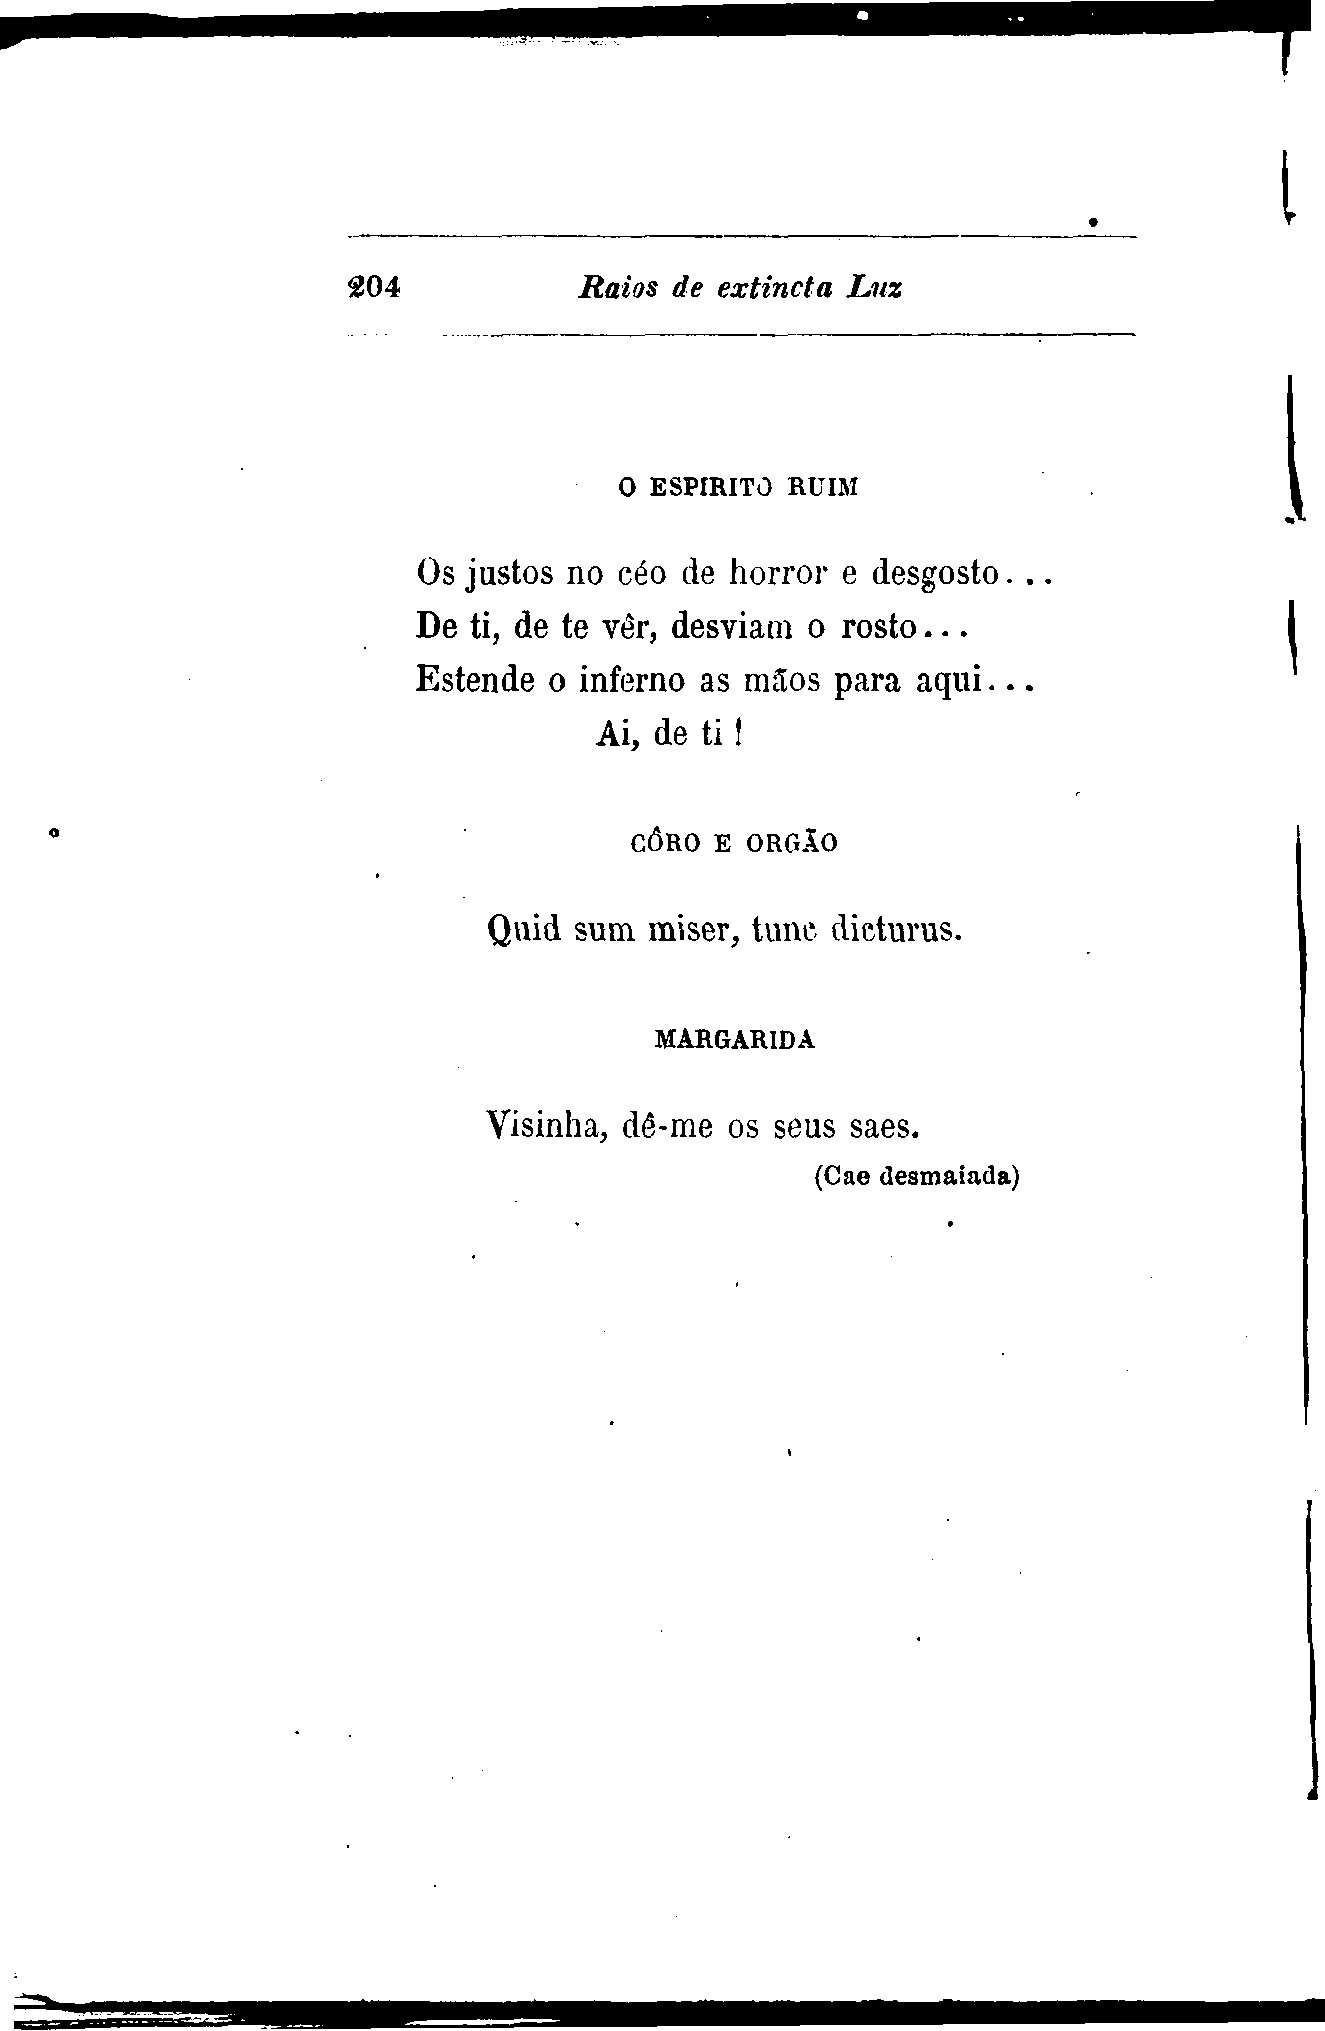 204 Raios de extincta Luz
O ESPIRITO RUIM
Os justos no céo de horror e desgosto...
De ti, de te vêr, desviam o rosto...
Estende o inferno as mãos para aqui...
Ai, de ti!
CÔRO E ORGÃO
Quid sum miser, tunc dicturus.
MARGARIDA
Visinha, dê-me os seus saes.
(Cae desmaiada)